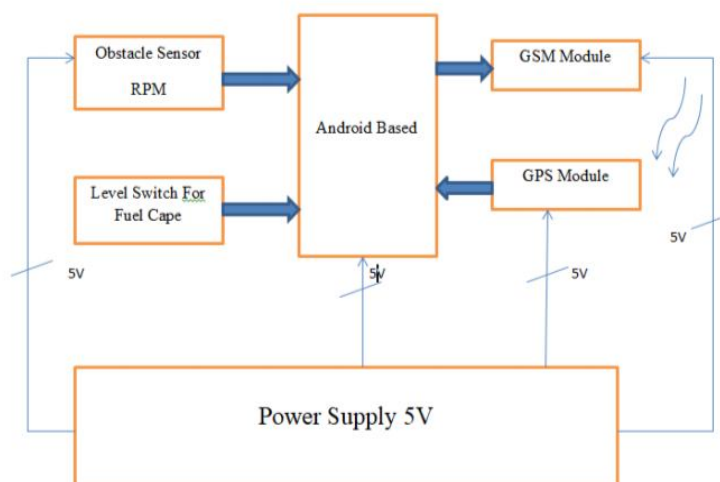 Obstacle Sensor
RPM
Level Switch For
Fuel Cape
Android Based
GSM Module
GPS Module
5V
5V
5V
5V
Power Supply 5V